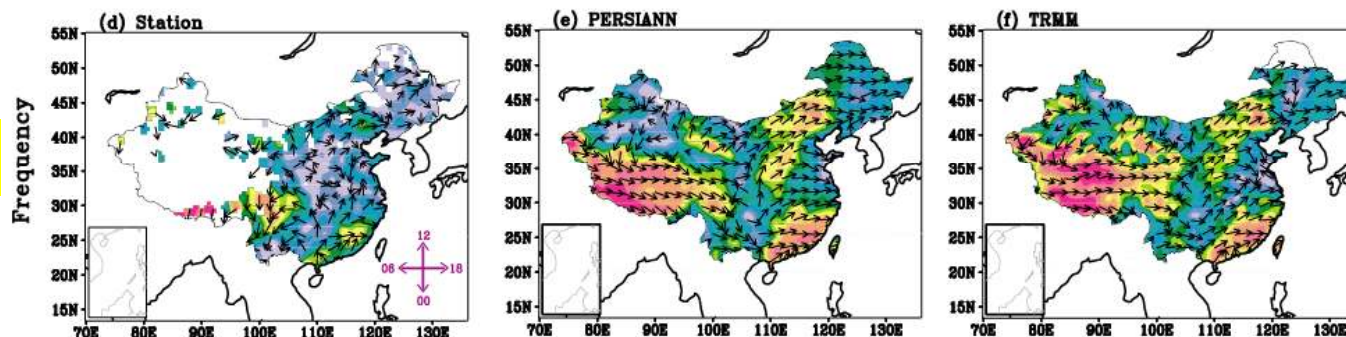 (d) Station
(e) PERSIANN
(f) TRMM
Frequency
55N
50N
45N
40N
35N
30N
25N
20N
15N
70E 80E 90E 100E 110E 120E 130E
12
06 18
00
55N
50N
45N
40N
35N
30N
25N
20N
15N
70E 80E 90E 100E 110E 120E 130E
55N
50N
45N
40N
35N
30N
25N
20N
15N
70E 80E 90E 100E 110E 120E 130E